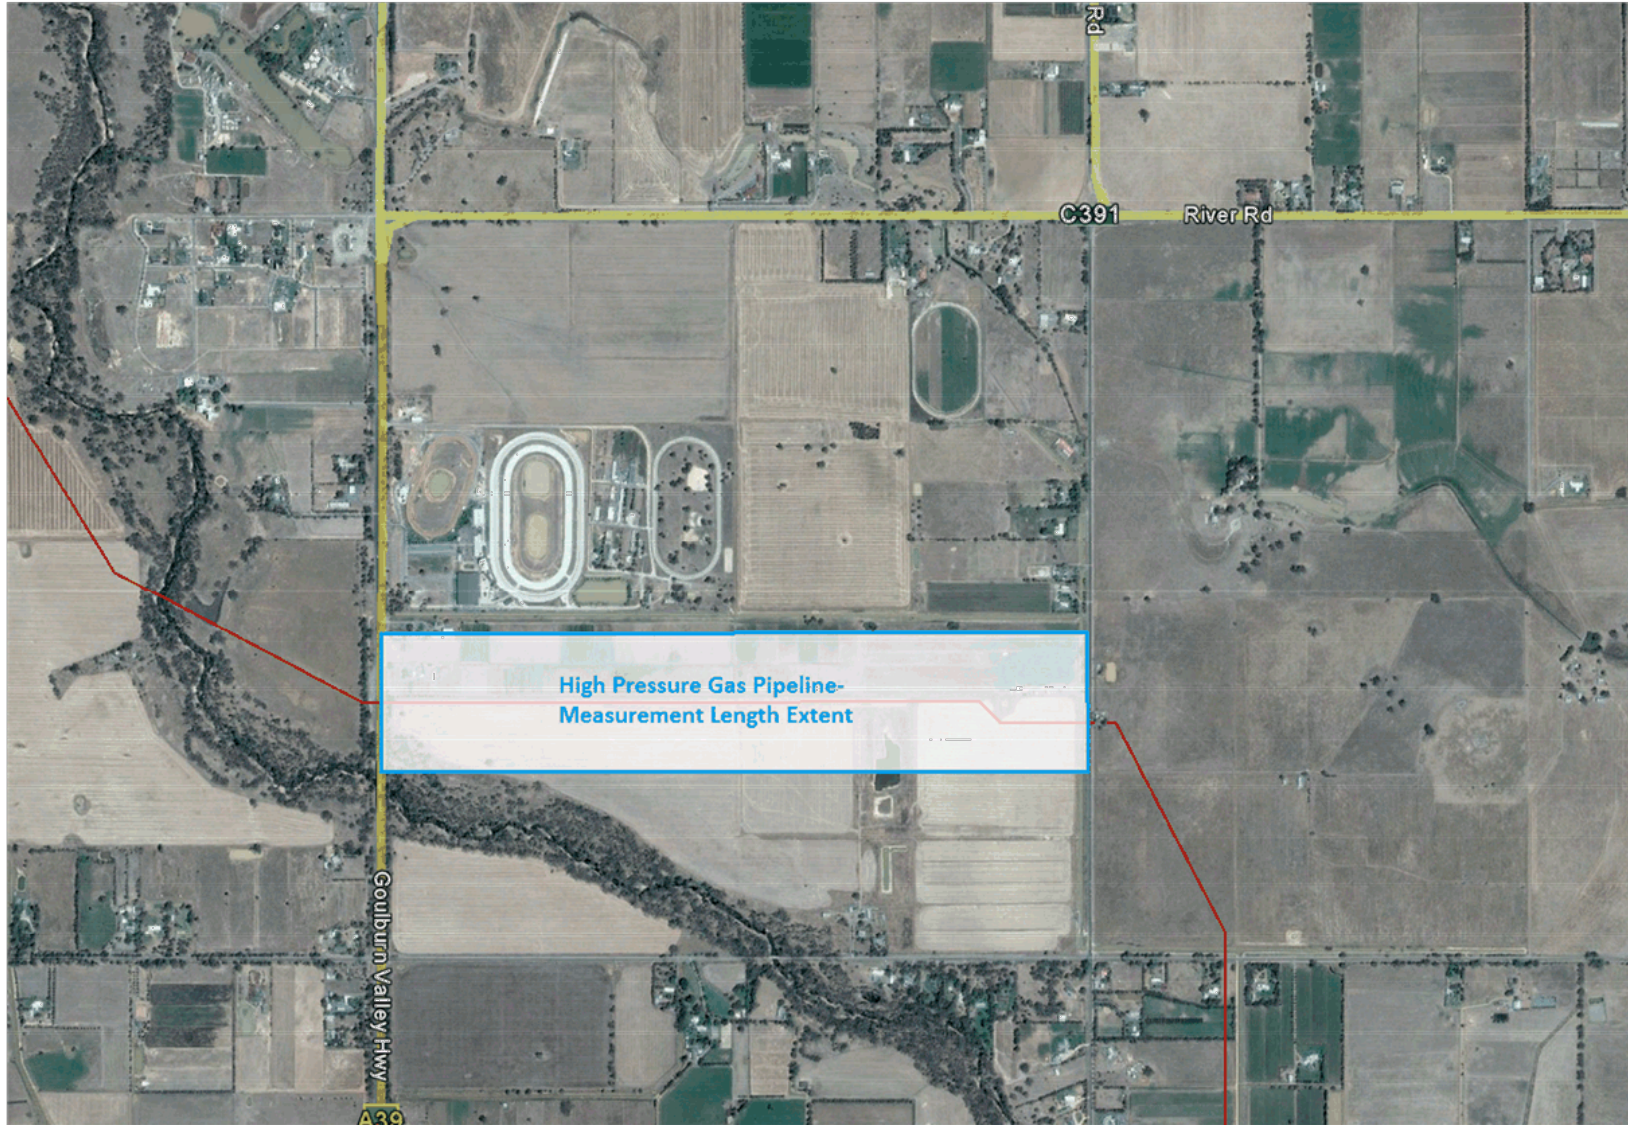 Rd
C391
River Rd
High Pressure Gas Pipeline-
Measurement Length Extent
Goulburn Valley Hwy
A39